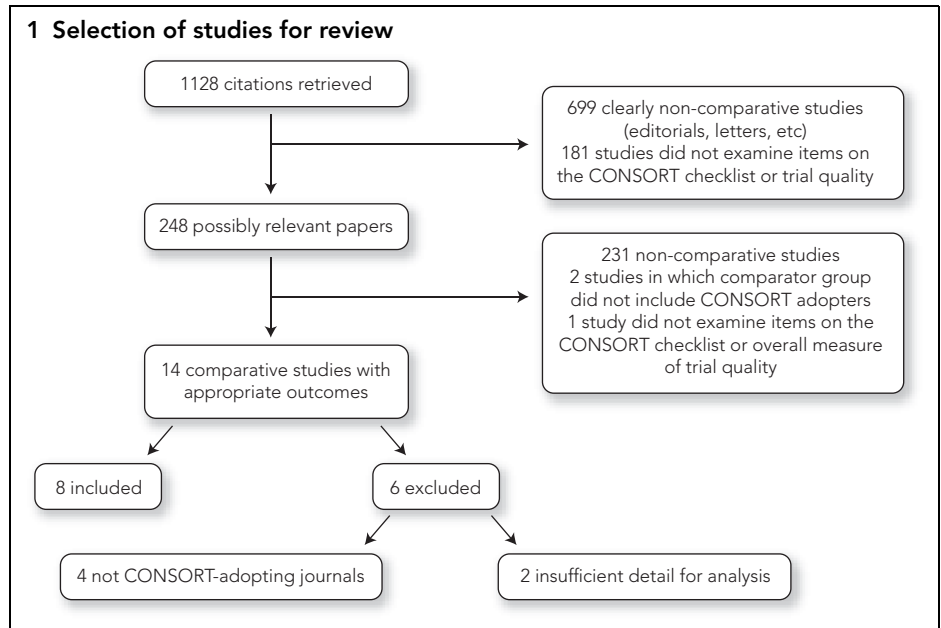 1 Selection of studies for review
1128 citations retrieved
699 clearly non-comparative studies
(editorials, letters, etc)
181 studies did not examine items on
the CONSORT checklist or trial quality
248 possibly relevant papers
231 non-comparative studies
2 studies in which comparator group
did not include CONSORT adopters
1 study did not examine items on the
CONSORT checklist or overall measure
of trial quality
14 comparative studies with
appropriate outcomes
8 included
6 excluded
4 not CONSORT-adopting journals
2 insufficient detail for analysis